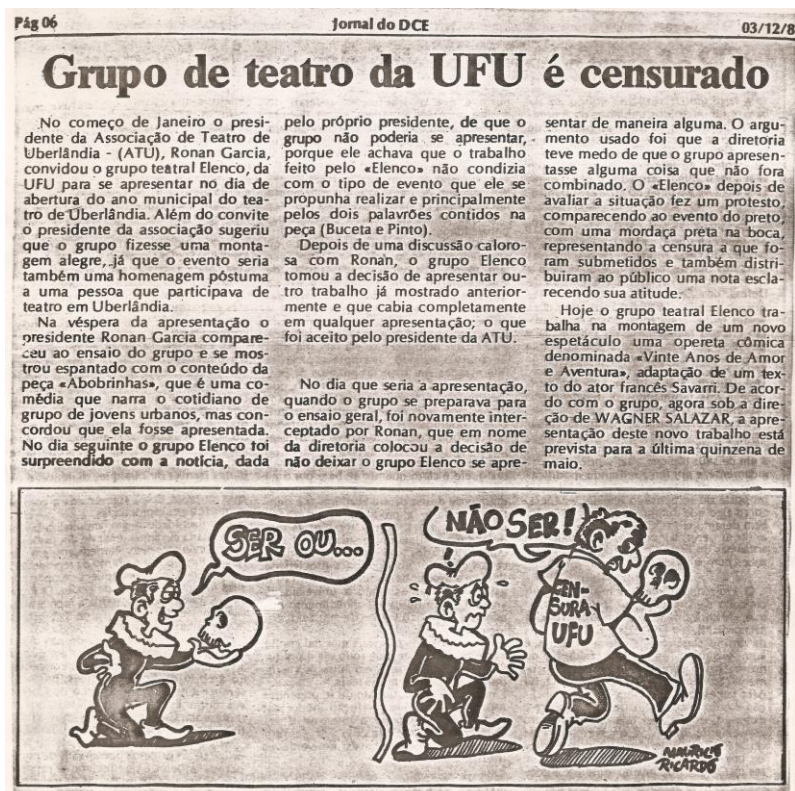 Pág 06
Jornal do DCE
03/12/8
Grupo de teatro da UFU é censurado
No começo de Janeiro o presi-
dente da Associação de Teatro de
Uberlândia - (ATU), Ronan Garcia,
convidou o grupo teatral Elenco, da
UFU para se apresentar no dia de
abertura do ano municipal do tea-
tro de Uberlândia. Além do convite
o presidente da associação sugeriu
que o grupo fizesse uma monta-
gem alegre, já que o evento seria
também uma homenagem póstuma
a uma pessoa que participava de
teatro em Uberlândia.
Na véspera da apresentação o
presidente Ronan Garcia compare-
ceu ao ensaio do grupo e se mos-
trou espantado com o conteúdo da
peça «Abobrinhas», que é uma co-
média que narra o cotidiano de
grupo de jovens urbanos, mas con-
cordou que ela fosse apresentada.
No dia seguinte o grupo Elenco foi
surpreendido com a notícia, dada
pelo próprio presidente, de que o
grupo não poderia se apresentar,
porque ele achava que o trabalho
feito pelo «Elenco» não condizia
com o tipo de evento que ele se
propunha realizar e principalmente
pelos dois palavrões contidos na
peça (Buceta e Pinto).
Depois de uma discussão caloro-
sa com Ronan, o grupo Elenco
tomou a decisão de apresentar ou-
tro trabalho já mostrado anterior-
mente e que cabia completamente
em qualquer apresentação; o que
foi aceito pelo presidente da ATU.
No dia que seria a apresentação,
quando o grupo se preparava para
o ensaio geral, foi novamente inter-
ceptado por Ronan, que em nome
da diretoria colocou a decisão de
não deixar o grupo Elenco se apre-
sentar de maneira alguma. O argu-
mento usado foi que a diretoria
teve medo de que o grupo apresen-
tasse alguma coisa que não fora
combinado. O «Elenco» depois de
avaliar a situação fez um protesto,
comparecendo ao evento do preto,
com uma mordaça preta na boca,
representando a censura a que fo-
ram submetidos e também distri-
buiram ao público uma nota escla-
recendo sua atitude.
Hoje o grupo teatral Elenco tra-
balha na montagem de um novo
espetáculo uma opereta cômica
denominada «Vinte Anos de Amor
e Aventura», adaptação de um tex-
to do ator francês Savarri. De acor-
do com o grupo, agora sob a dire-
ção de WAGNER SALAZAR, a apre-
sentação deste novo trabalho está
prevista para a última quinzena de
maio.
SER OU...
NÃO SER!
CEN-
SURA
UFU
MAURÍCIO
RICARDO